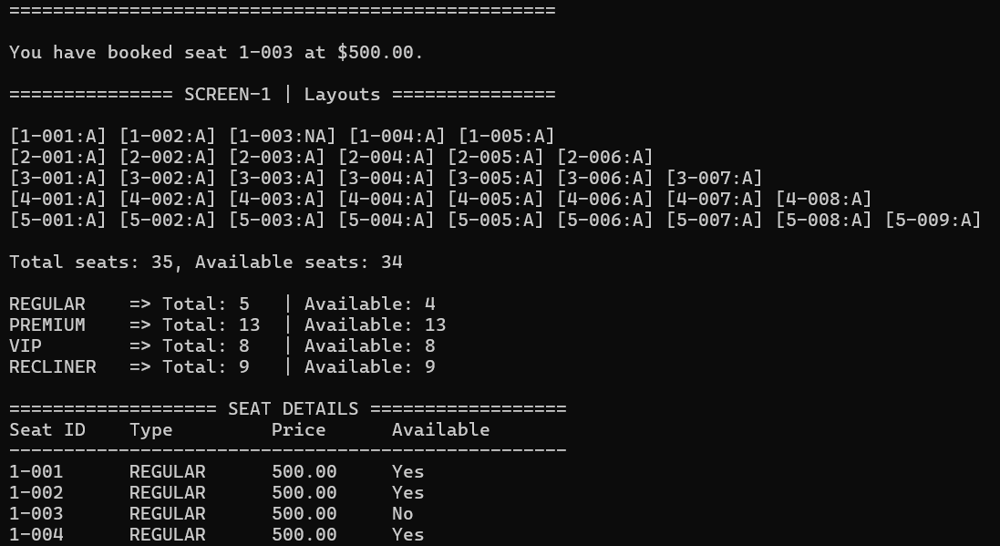 ==================================================
You have booked seat 1-003 at $500.00.
=============== SCREEN-1 | Layouts ===============
[1-001:A] [1-002:A] [1-003:NA] [1-004:A] [1-005:A]
[2-001:A] [2-002:A] [2-003:A] [2-004:A] [2-005:A] [2-006:A]
[3-001:A] [3-002:A] [3-003:A] [3-004:A] [3-005:A] [3-006:A] [3-007:A]
[4-001:A] [4-002:A] [4-003:A] [4-004:A] [4-005:A] [4-006:A] [4-007:A] [4-008:A]
[5-001:A] [5-002:A] [5-003:A] [5-004:A] [5-005:A] [5-006:A] [5-007:A] [5-008:A] [5-009:A]
Total seats: 35, Available seats: 34
REGULAR    => Total: 5   | Available: 4
PREMIUM    => Total: 13  | Available: 13
VIP        => Total: 8   | Available: 8
RECLINER   => Total: 9   | Available: 9
=================== SEAT DETAILS ==================
Seat ID    Type         Price      Available
---------------------------------------------------
1-001      REGULAR      500.00     Yes
1-002      REGULAR      500.00     Yes
1-003      REGULAR      500.00     No
1-004      REGULAR      500.00     Yes